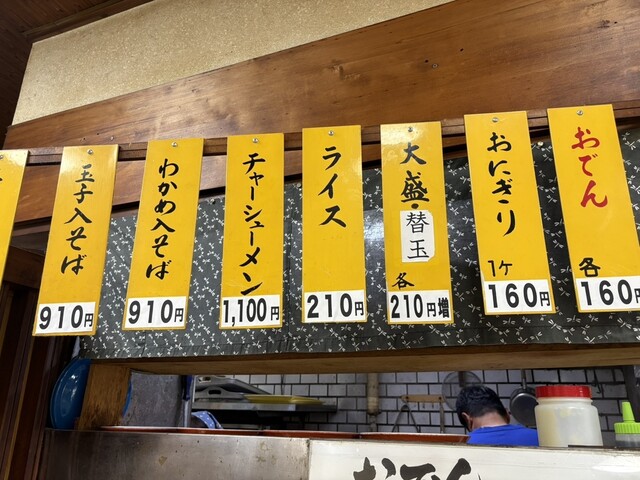 玉子入そば
910円
わかめ入そば
910円
チャーシューメン
1,100円
ライス
210円
大盛・替玉
各
210円増
おにぎり
1ケ
160円
おでん
各
160円
おでん